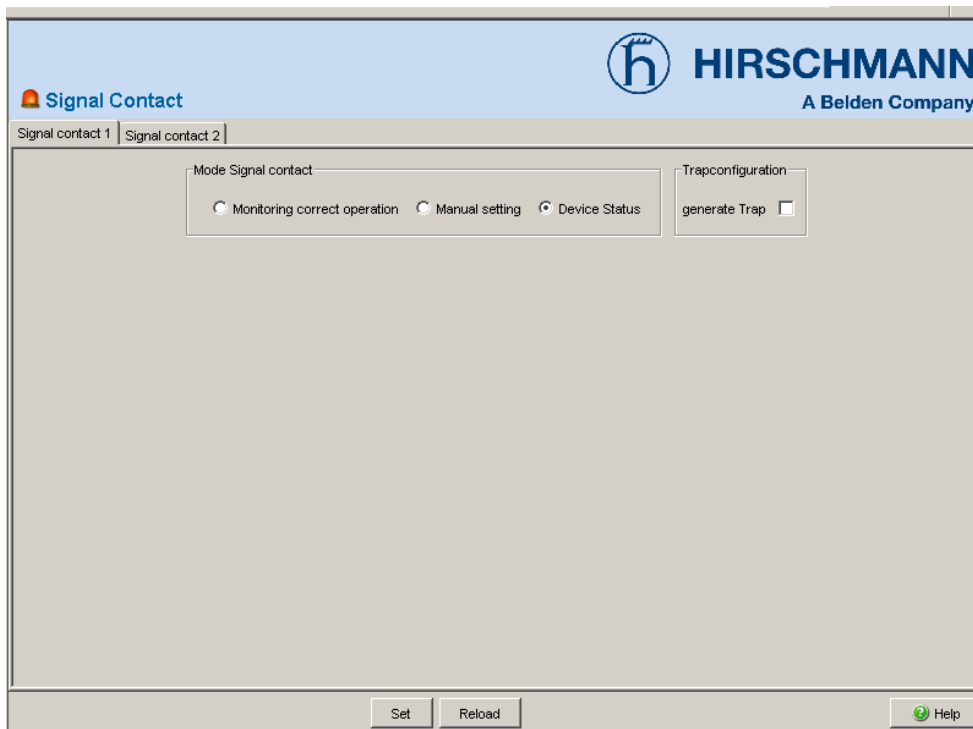 HIRSCHMANN
A Belden Company
Signal Contact
Signal contact 1 Signal contact 2
Mode Signal contact Trapconfiguration
Monitoring correct operation Manual setting Device Status generate Trap
Set Reload Help